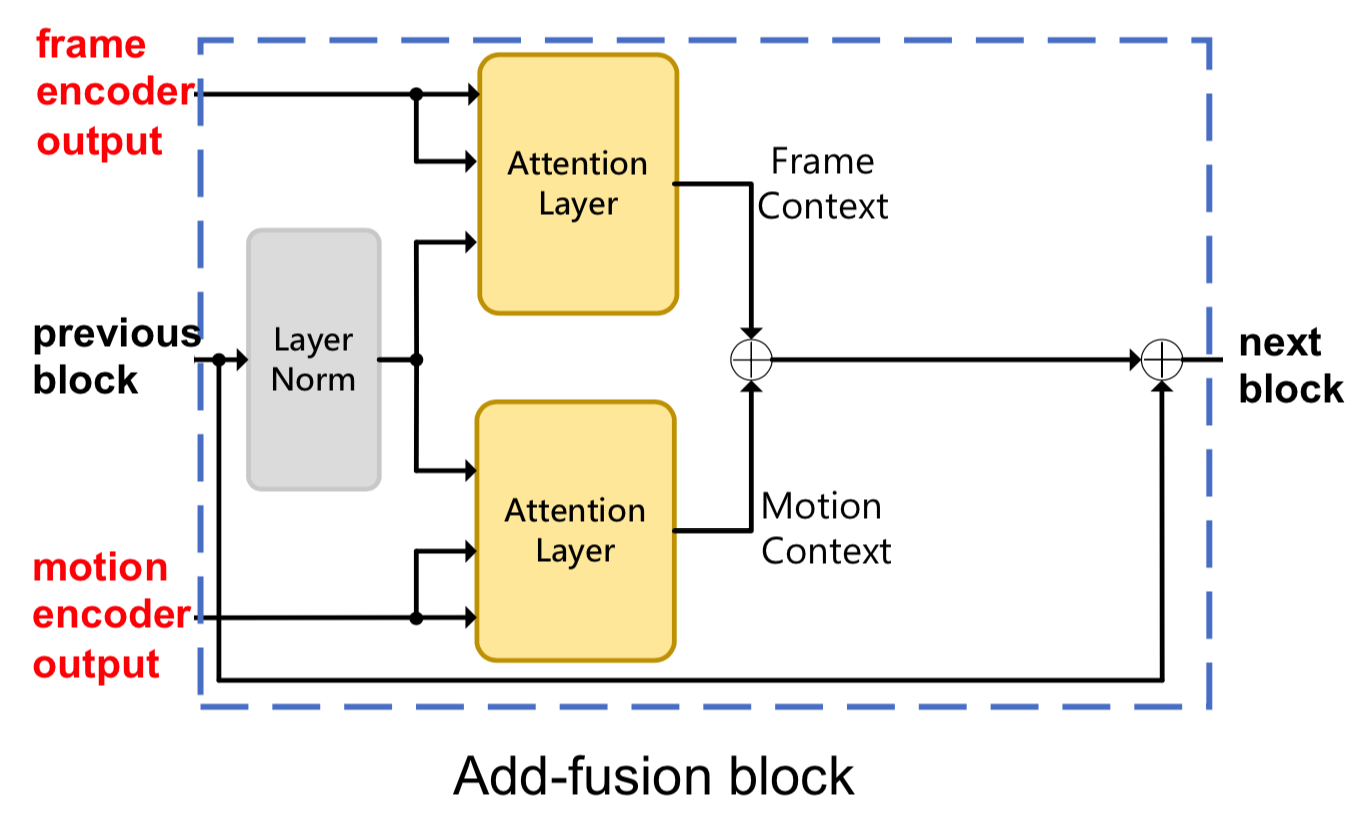 frame
encoder
output
Attention
Layer
Frame
Context
previous
block
Layer
Norm
next
block
Attention
Layer
Motion
Context
motion
encoder
output
Add-fusion block